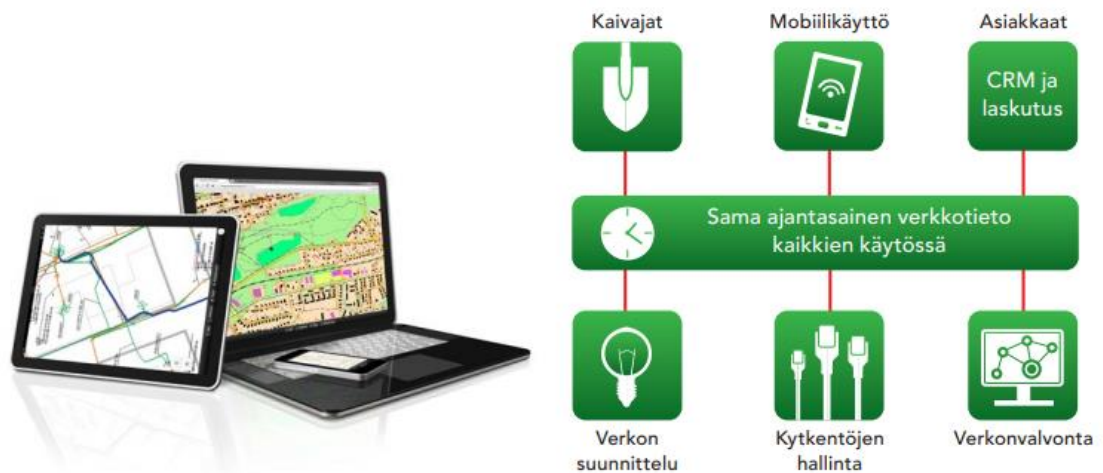 Kaivajat
Mobiilikäyttö
Asiakkaat
CRM ja
laskutus
Sama ajantasainen verkkotieto
kaikkien käytössä
Verkon
suunnittelu
Kytkentöjen
hallinta
Verkonvalvonta